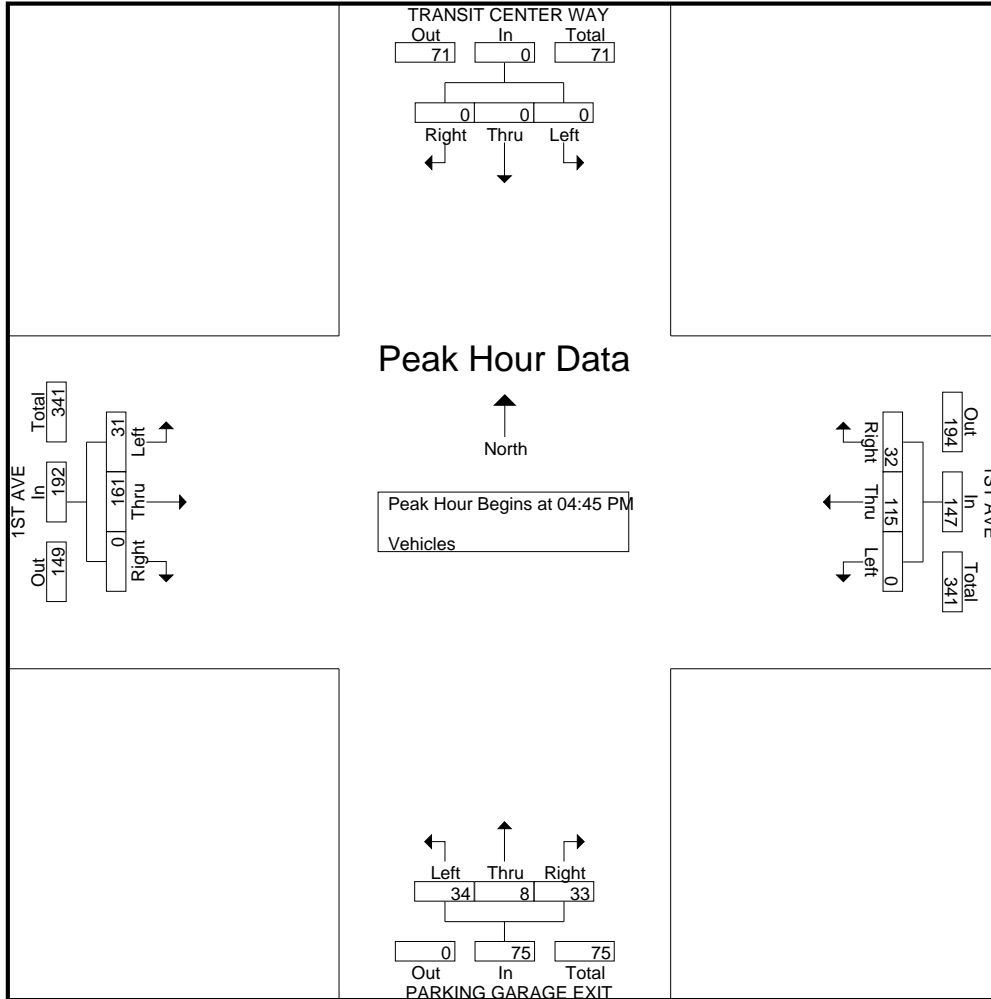 TRANSIT CENTER WAY
Out In Total
71 0 71
0 0 0
Right Thru Left
Peak Hour Data
North
Peak Hour Begins at 04:45 PM
Vehicles
1ST AVE
Out In Total
149 192 341
0 161 31
Right Thru Left
1ST AVE
Out In Total
194 147 341
32 115 0
Right Thru Left
Left Thru Right
34 8 33
0 75 75
Out In Total
PARKING GARAGE EXIT